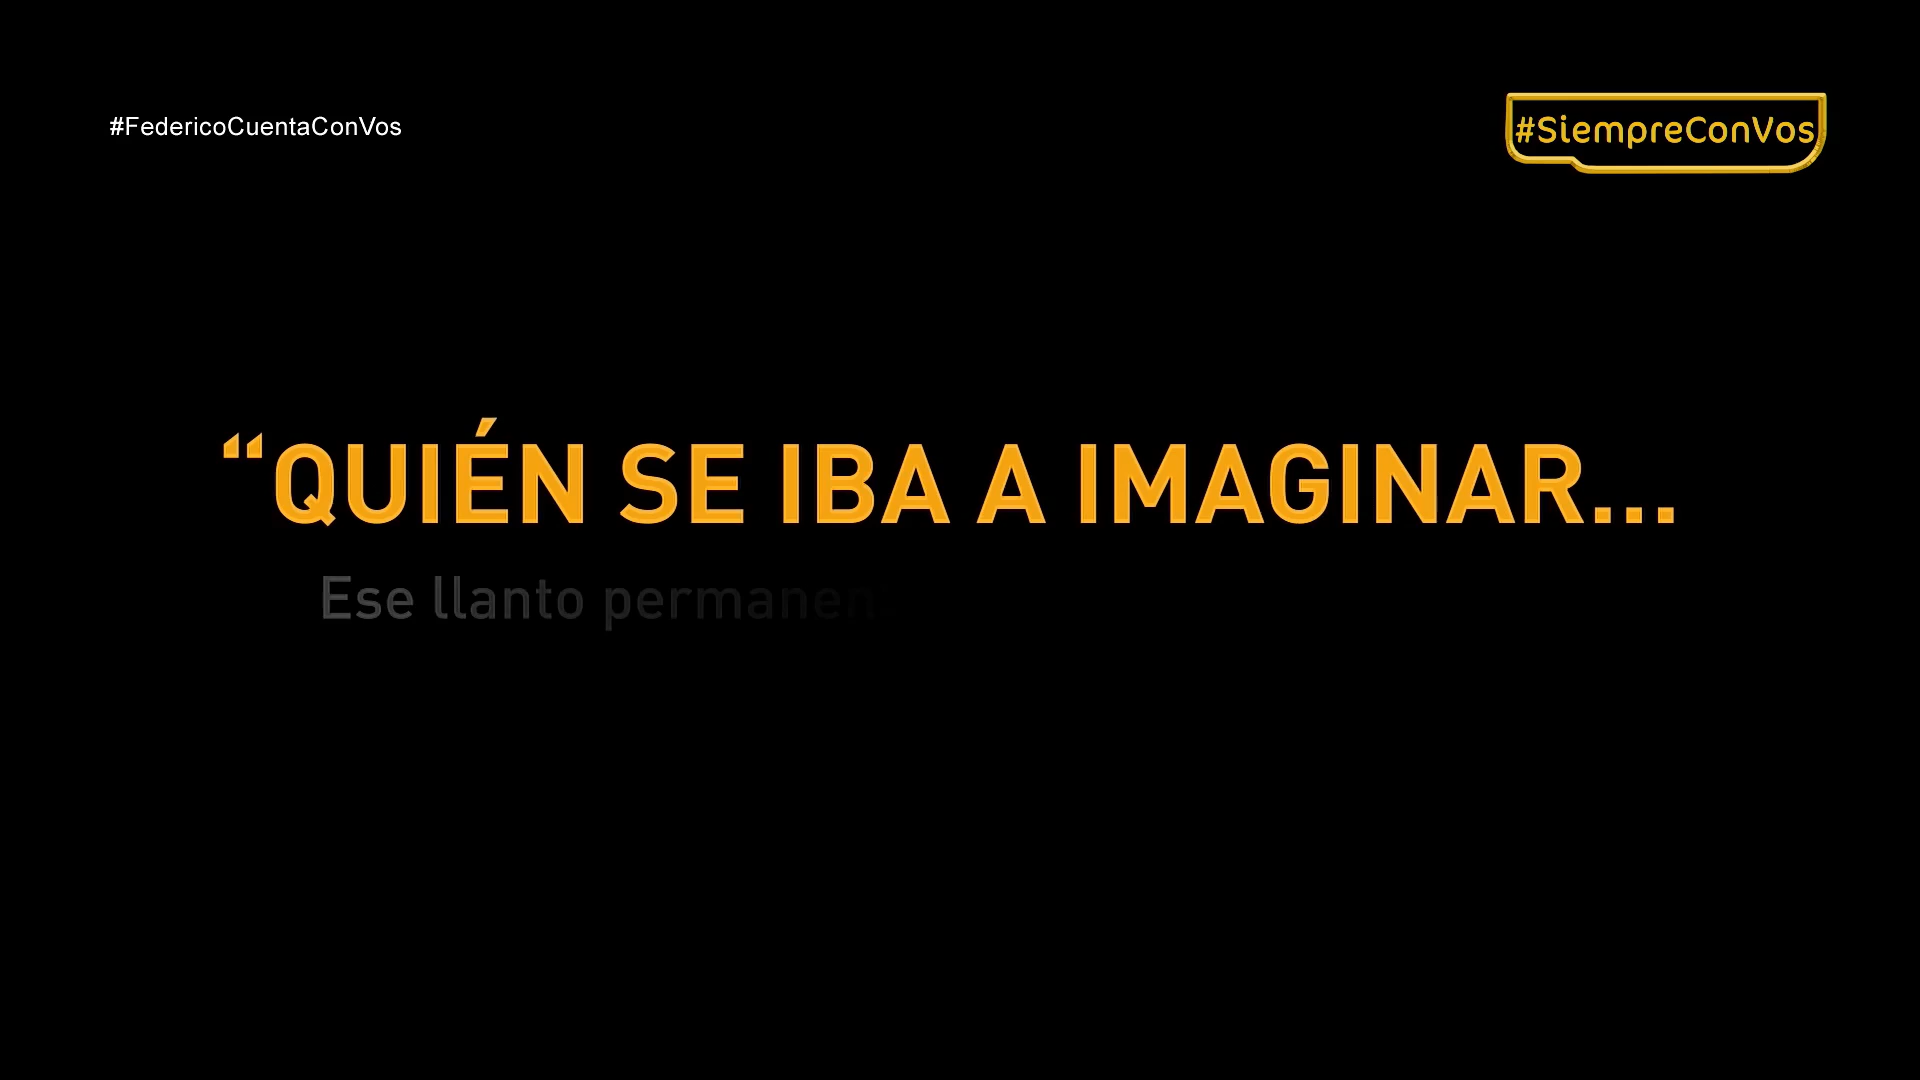 #FedericoCuentaConVos
#SiempreConVos
“QUIÉN SE IBA A IMAGINAR...
Ese llanto